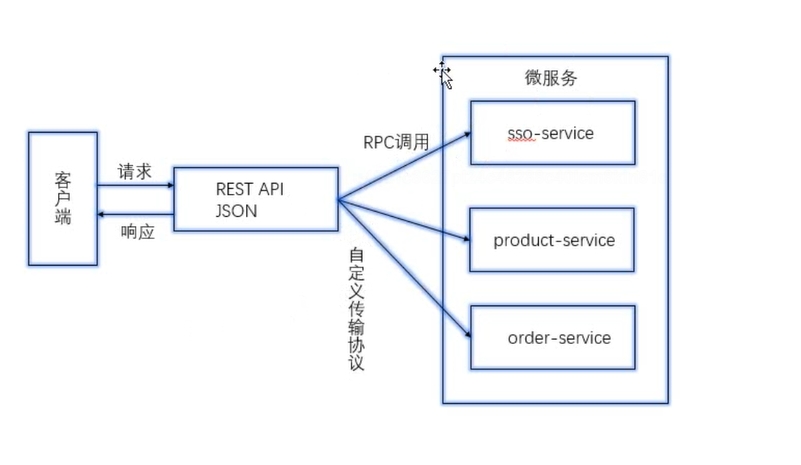 客户端
请求
响应
REST API
JSON
RPC调用
自定义传输协议
微服务
sso-service
product-service
order-service